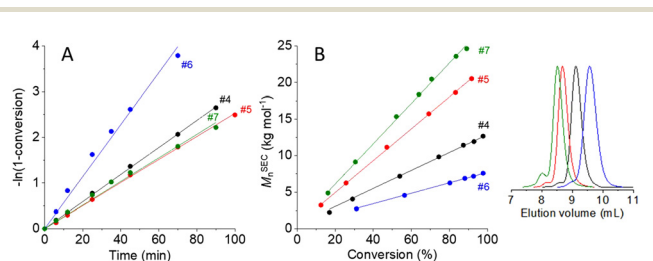 A
-ln(1-conversion)
4
3
2
1
0
0 20 40 60 80 100
Time (min)
#6
#4
#7
#5
B
Mn^SEC (kg mol-1)
25
20
15
10
5
0
0 20 40 60 80 100
Conversion (%)
#7
#5
#4
#6
7 8 9 10 11
Elution volume (mL)